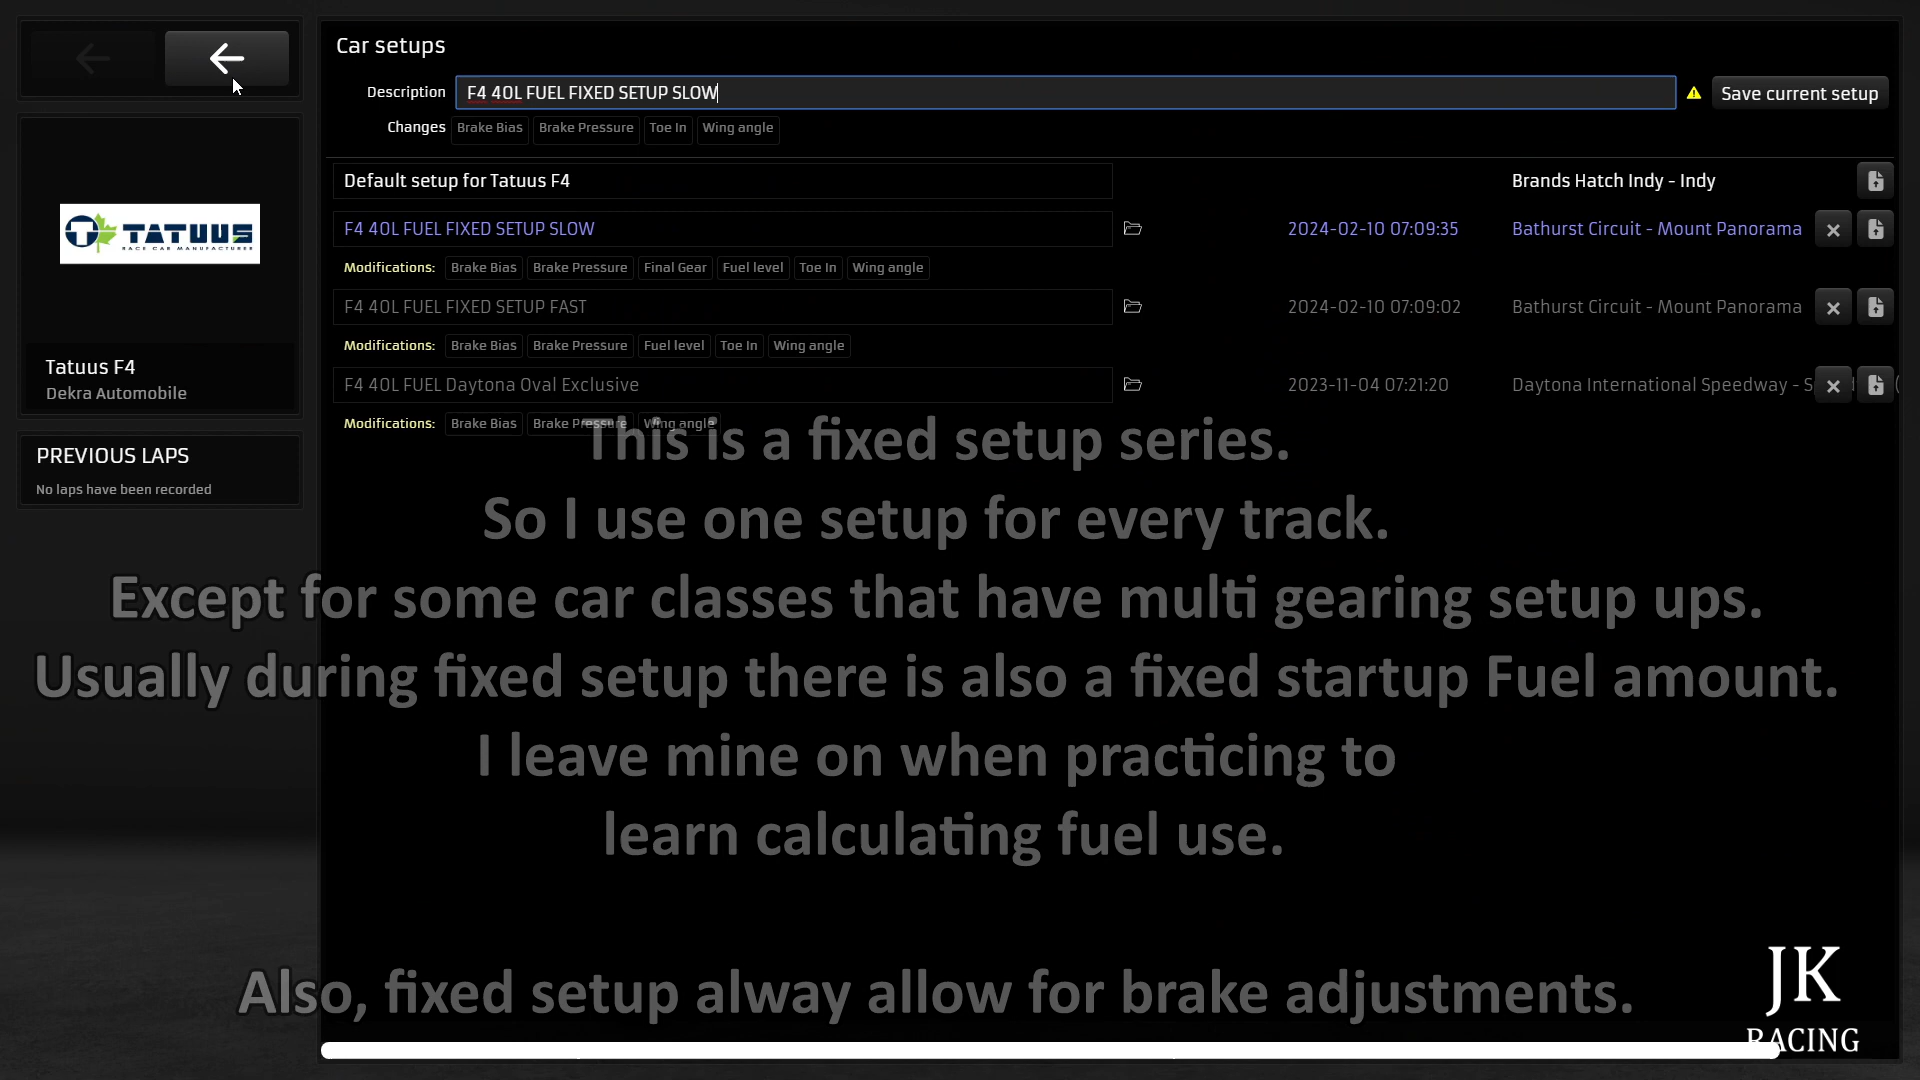 Car setups
Description F4 40L FUEL FIXED SETUP SLOW Save current setup
Changes Brake Bias Brake Pressure Toe In Wing angle
Default setup for Tatuus F4 Brands Hatch Indy - Indy
F4 40L FUEL FIXED SETUP SLOW 2024-02-10 07:09:35 Bathurst Circuit - Mount Panorama
Modifications: Brake Bias Brake Pressure Final Gear Fuel level Toe In Wing angle
F4 40L FUEL FIXED SETUP FAST 2024-02-10 07:09:02 Bathurst Circuit - Mount Panorama
Modifications: Brake Bias Brake Pressure Fuel level Toe In Wing angle
F4 40L FUEL Daytona Oval Exclusive 2023-11-04 07:21:20 Daytona International Speedway -
Modifications: Brake Bias Brake Pressure Wing angle
TATUUS
RACE CAR MANUFACTURER
Tatuus F4
Dekra Automobile
PREVIOUS LAPS
No laps have been recorded
This is a fixed setup series.
So I use one setup for every track.
Except for some car classes that have multi gearing setup ups.
Usually during fixed setup there is also a fixed startup Fuel amount.
I leave mine on when practicing to
learn calculating fuel use.
Also, fixed setup alway allow for brake adjustments.
JK
RACING